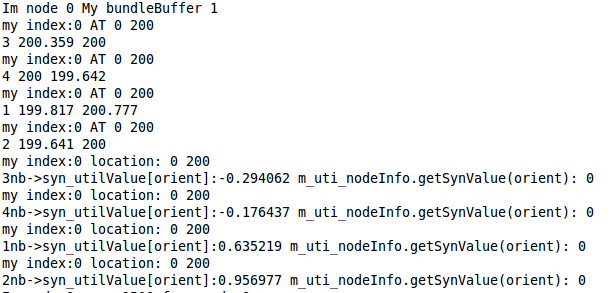 Im node 0 My bundleBuffer 1
my index:0 AT 0 200
3 200.359 200
my index:0 AT 0 200
4 200 199.642
my index:0 AT 0 200
1 199.817 200.777
my index:0 AT 0 200
2 199.641 200
my index:0 location: 0 200
3nb->syn_utilValue[orient]:-0.294062 m_uti_nodeInfo.getSynValue(orient): 0
my index:0 location: 0 200
4nb->syn_utilValue[orient]:-0.176437 m_uti_nodeInfo.getSynValue(orient): 0
my index:0 location: 0 200
1nb->syn_utilValue[orient]:0.635219 m_uti_nodeInfo.getSynValue(orient): 0
my index:0 location: 0 200
2nb->syn_utilValue[orient]:0.956977 m_uti_nodeInfo.getSynValue(orient): 0